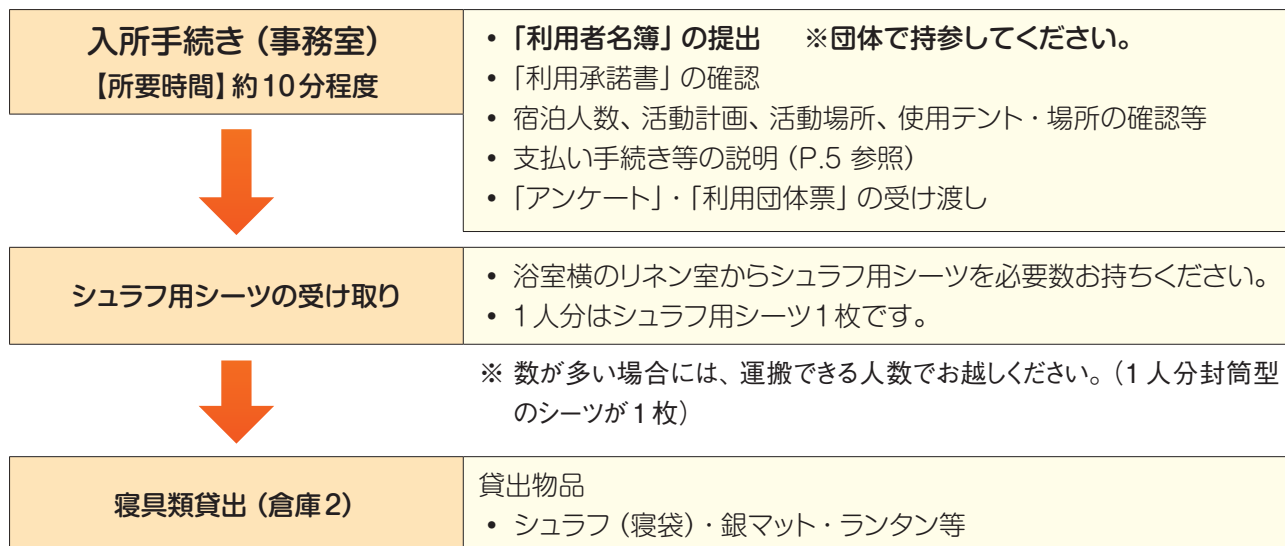 入所手続き（事務室）
【所要時間】約10分程度
• 「利用者名簿」の提出　※団体で持参してください。
• 「利用承諾書」の確認
• 宿泊人数、活動計画、活動場所、使用テント・場所の確認等
• 支払い手続き等の説明（P.5 参照）
• 「アンケート」・「利用団体票」の受け渡し
シュラフ用シーツの受け取り
• 浴室横のリネン室からシュラフ用シーツを必要数お持ちください。
• 1人分はシュラフ用シーツ1枚です。
※ 数が多い場合には、運搬できる人数でお越しください。（1人分封筒型
のシーツが1枚）
寝具類貸出（倉庫2）
貸出物品
• シュラフ（寝袋）・銀マット・ランタン等